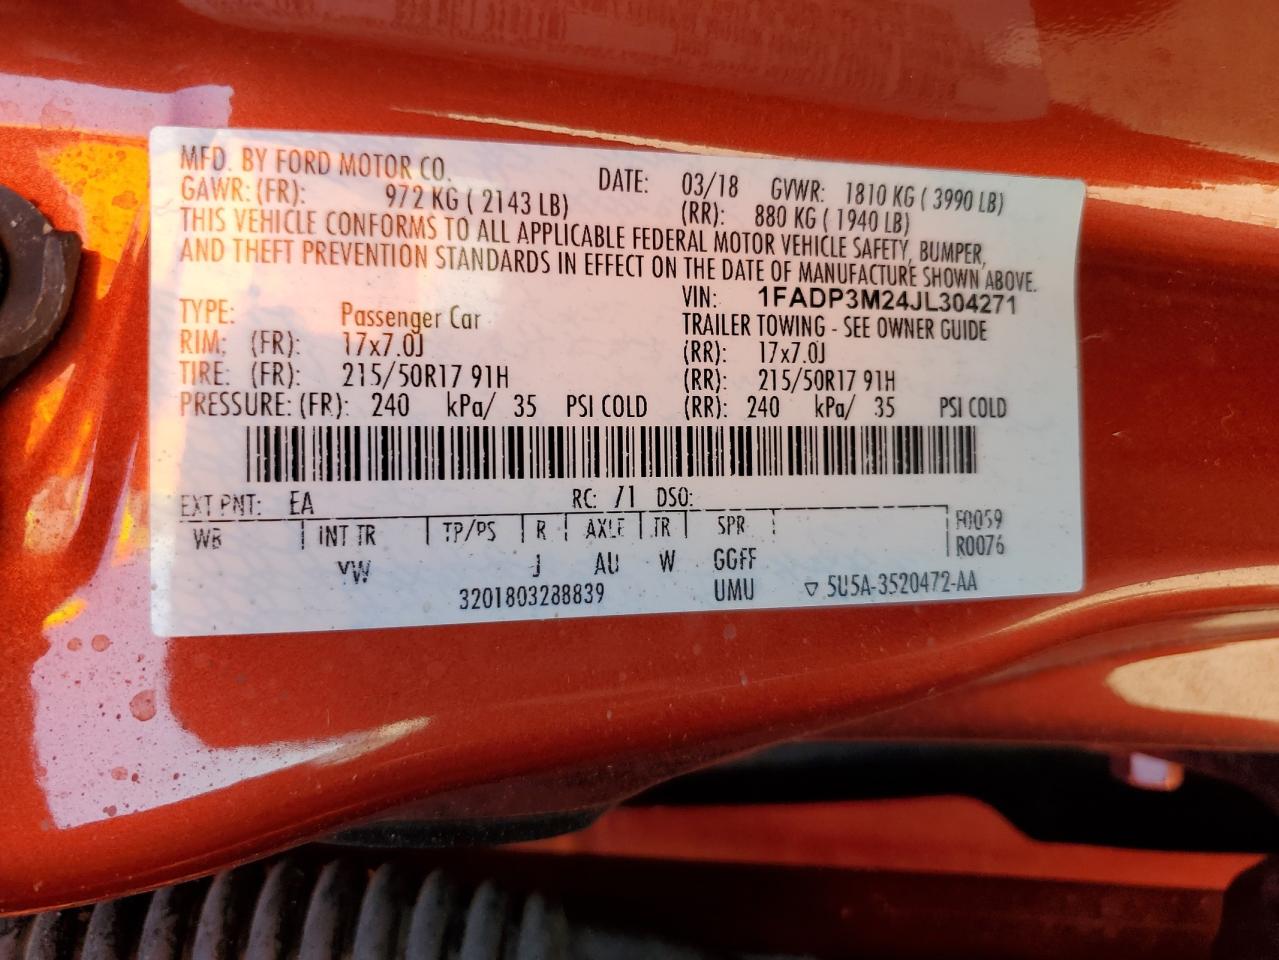 MFD. BY FORD MOTOR CO. DATE: 03/18 GVWR: 1810 KG ( 3990 LB)
GAWR: (FR): 972 KG ( 2143 LB) (RR): 880 KG ( 1940 LB)
THIS VEHICLE CONFORMS TO ALL APPLICABLE FEDERAL MOTOR VEHICLE SAFETY, BUMPER,
AND THEFT PREVENTION STANDARDS IN EFFECT ON THE DATE OF MANUFACTURE SHOWN ABOVE.
VIN: 1FADP3M24JL304271
TYPE: Passenger Car TRAILER TOWING - SEE OWNER GUIDE
RIM: (FR): 17x7.0J (RR): 17x7.0J
TIRE: (FR): 215/50R17 91H (RR): 215/50R17 91H
PRESSURE: (FR): 240 kPa/ 35 PSI COLD (RR): 240 kPa/ 35 PSI COLD
EXT PNT: EA RC: 71 DSO:
WB INT TR TP/PS R AXLE TR SPR F0059
YW J AU W GGFF R0076
3201803288839 UMU ▽ 5U5A-3520472-AA